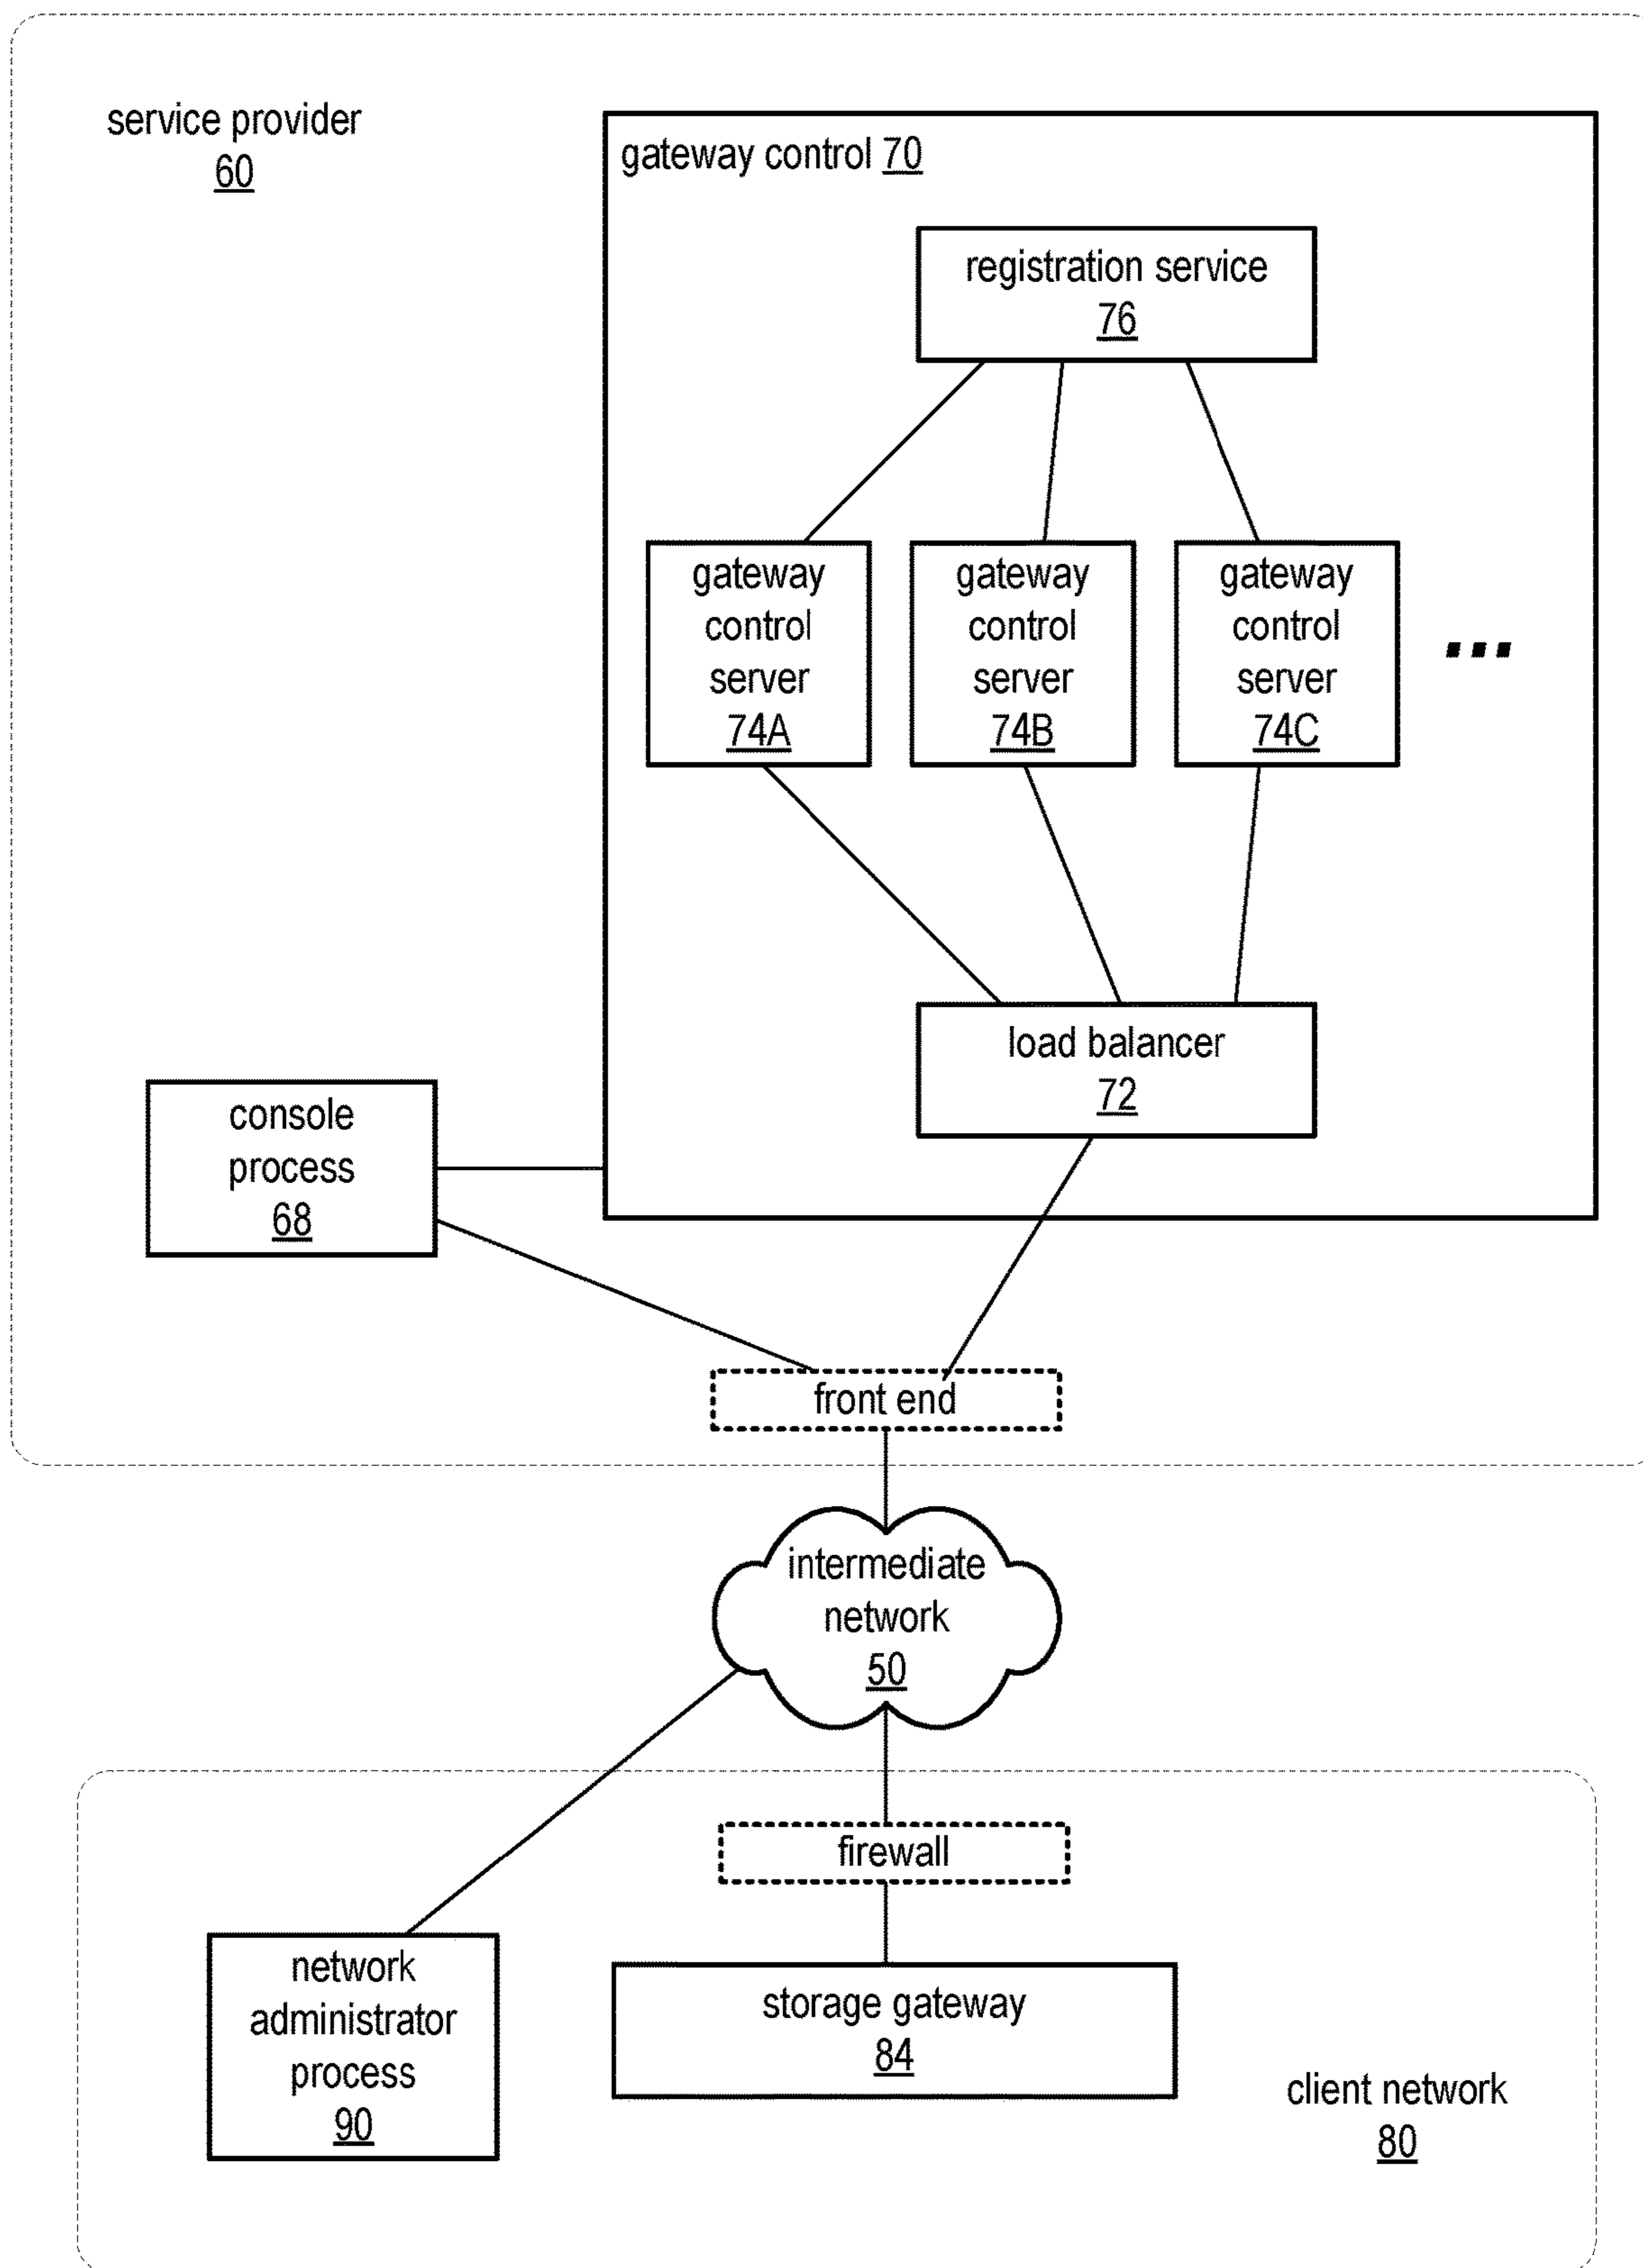 service provider
60
gateway control 70
registration service
76
gateway
control
server
74A
gateway
control
server
74B
gateway
control
server
74C
...
load balancer
72
console
process
68
front end
intermediate
network
50
firewall
network
administrator
process
90
storage gateway
84
client network
80